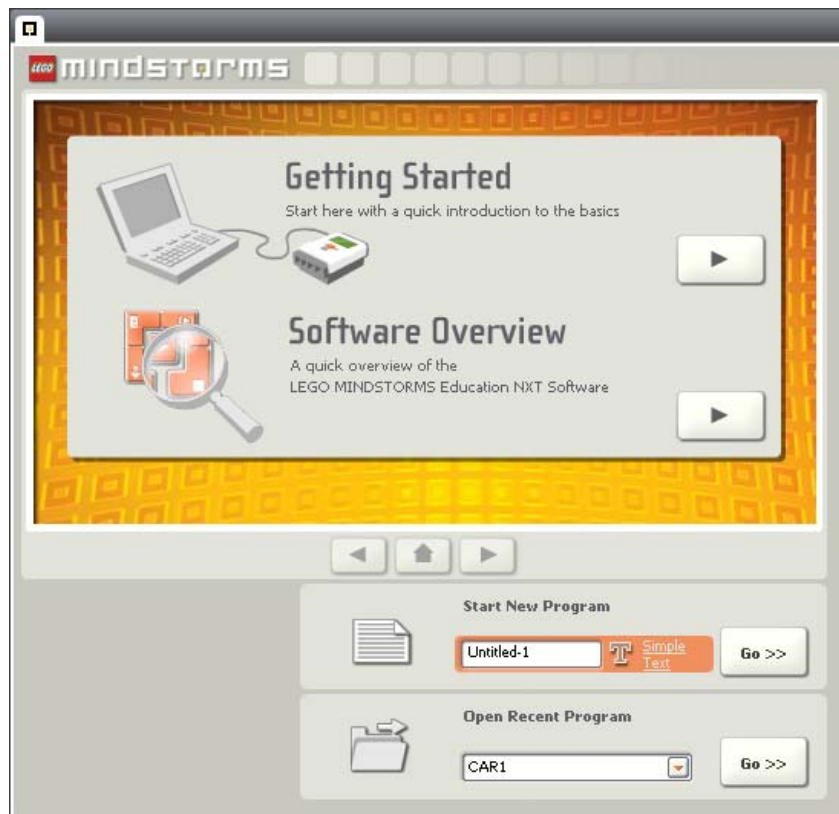 LEGO mindstorms
Getting Started
Start here with a quick introduction to the basics
Software Overview
A quick overview of the
LEGO MINDSTORMS Education NXT Software
Start New Program
Untitled-1
T
Simple
Text
Go >>
Open Recent Program
CAR1
Go >>